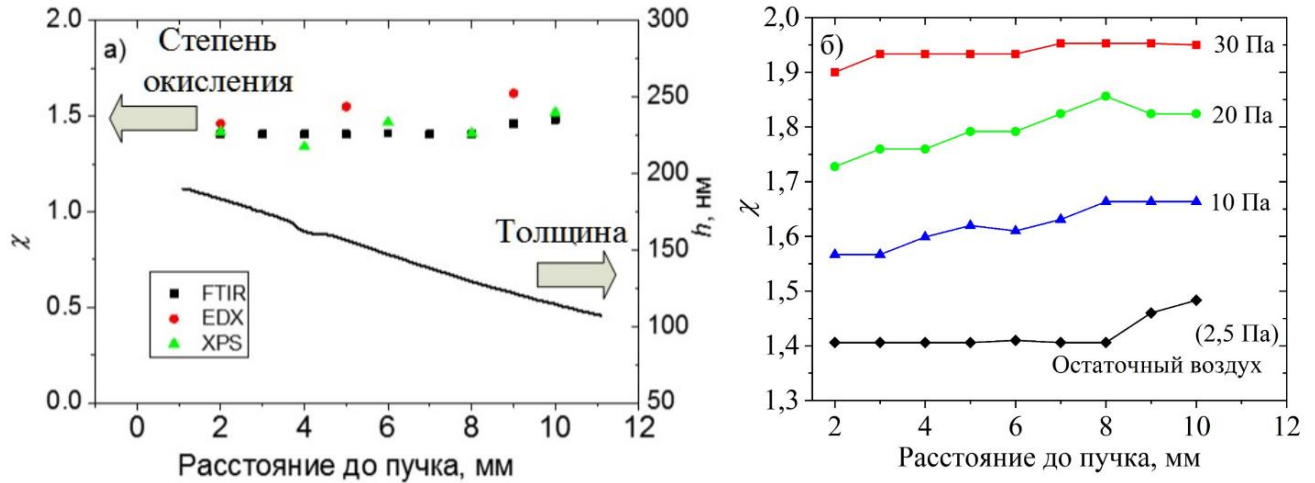 а)
Степень
окисления
Толщина
FTIR
EDX
XPS
χ
2.0
1.5
1.0
0.5
0.0
300
250
200
150
100
50
h, нм
0 2 4 6 8 10 12
Расстояние до пучка, мм
б)
30 Па
20 Па
10 Па
(2,5 Па)
Остаточный воздух
χ
2,0
1,9
1,8
1,7
1,6
1,5
1,4
1,3
2 4 6 8 10 12
Расстояние до пучка, мм